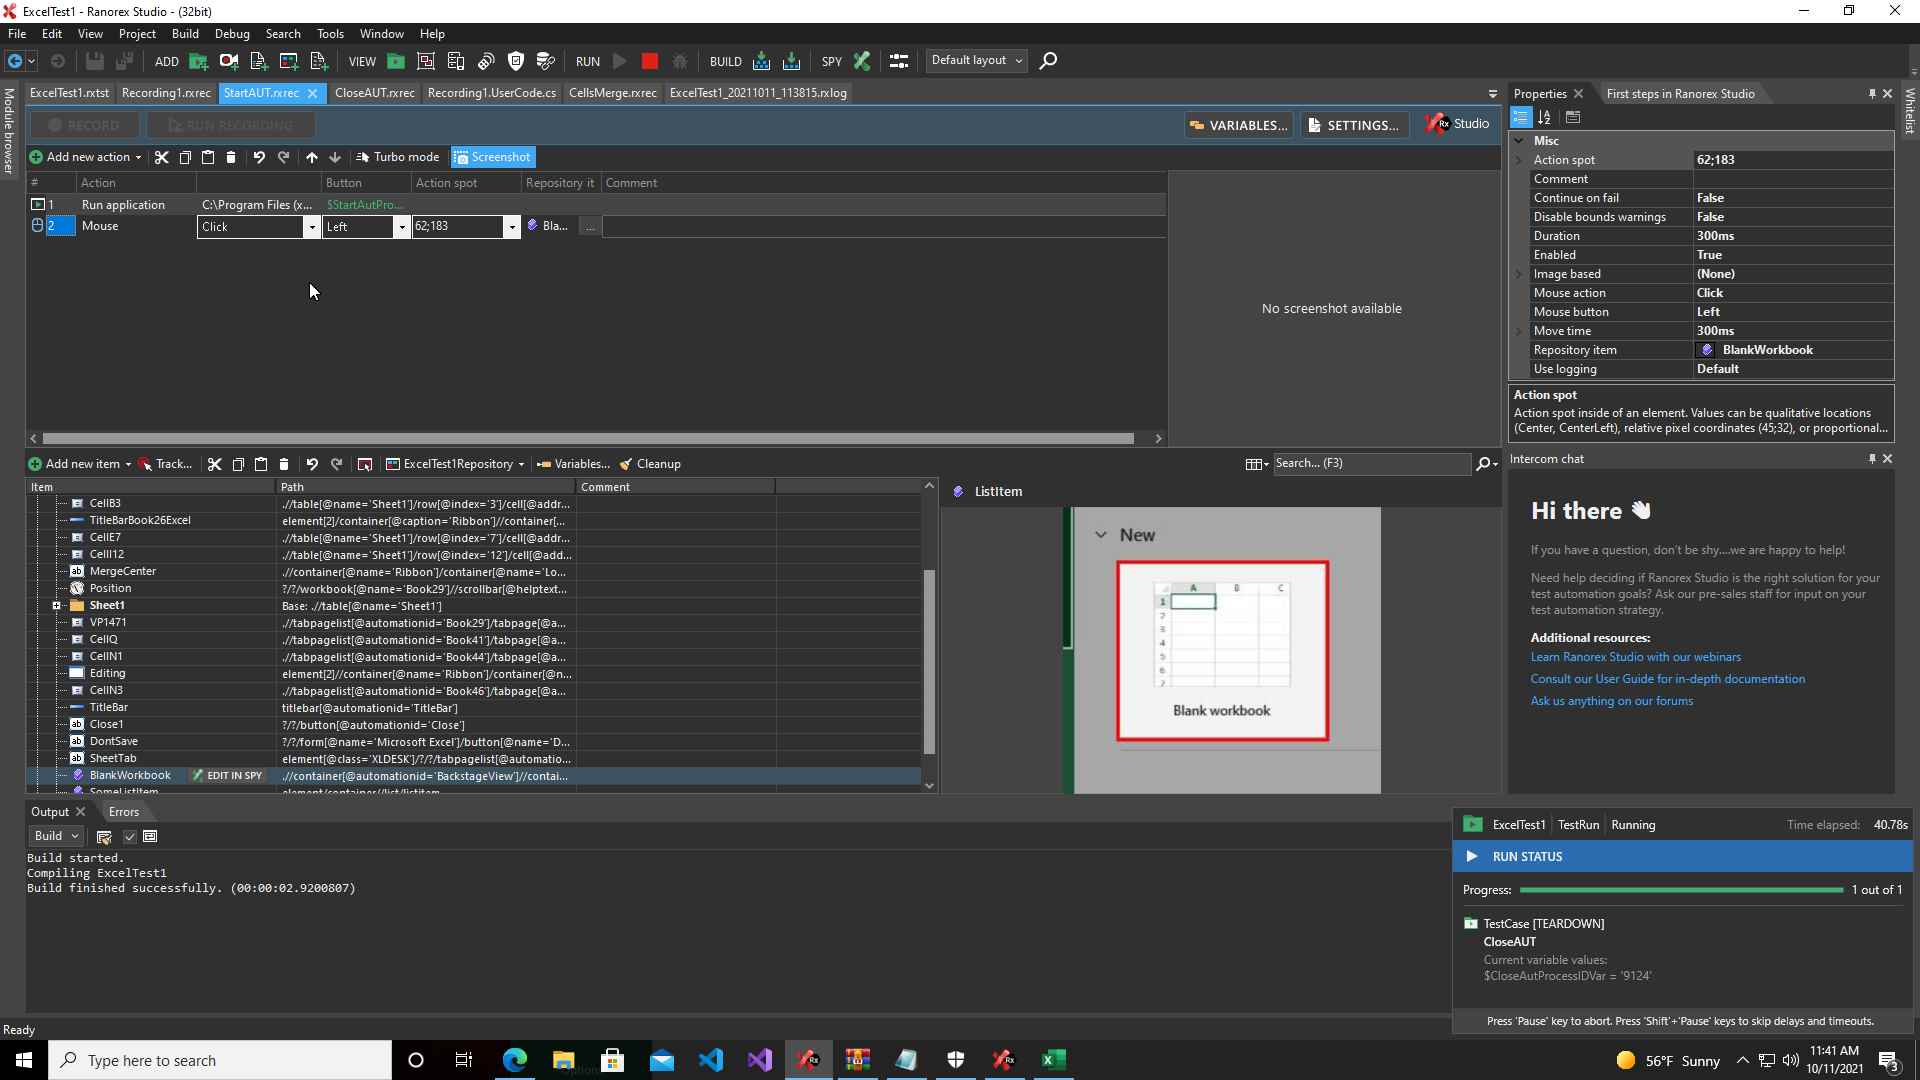 ExcelTest1 - Ranorex Studio - (32bit)
File Edit View Project Build Debug Search Tools Window Help
ADD VIEW RUN BUILD SPY Default layout
Module browser
ExcelTest1.rxtst Recording1.rxrec StartAUT.rxrec CloseAUT.rxrec Recording1.UserCode.cs CellsMerge.rxrec ExcelTest1_20211011_113815.rxlog
RECORD RUN RECORDING VARIABLES... SETTINGS... Rx Studio
Add new action Turbo mode Screenshot
# Action Button Action spot Repository it Comment
1 Run application C:\Program Files (x... $StartAutPro...
2 Mouse Click Left 62;183 Bla... ...
No screenshot available
Add new item Track... ExcelTest1Repository Variables... Cleanup Search... (F3)
Item Path Comment
CellB3 .//table[@name='Sheet1']/row[@index='3']/cell[@addr...
TitleBarBook26Excel element[2]/container[@caption='Ribbon']//container[...
CellE7 .//table[@name='Sheet1']/row[@index='7']/cell[@addr...
CellI12 .//table[@name='Sheet1']/row[@index='12']/cell[@add...
MergeCenter .//container[@name='Ribbon']/container[@name='Lo...
Position ?/?/workbook[@name='Book29']//scrollbar[@helptext...
Sheet1 Base: .//table[@name='Sheet1']
VP1471 .//tabpagelist[@automationid='Book29']/tabpage[@a...
CellQ .//tabpagelist[@automationid='Book41']/tabpage[@a...
CellN1 .//tabpagelist[@automationid='Book44']/tabpage[@a...
Editing element[2]//container[@name='Ribbon']/container[@n...
CellN3 .//tabpagelist[@automationid='Book46']/tabpage[@a...
TitleBar titlebar[@automationid='TitleBar']
Close1 ?/?/button[@automationid='Close']
DontSave ?/?/form[@name='Microsoft Excel']/button[@name='D...
SheetTab element[@class='XLDESK']/?/?/tabpagelist[@automatio...
BlankWorkbook EDIT IN SPY .//container[@automationid='BackstageView']//contai...
SomeListItem element/container//list/listitem
ListItem
New
A B C
1
2
3
4
5
6
7
Blank workbook
Properties First steps in Ranorex Studio
Whitelist
Misc
Action spot 62;183
Comment
Continue on fail False
Disable bounds warnings False
Duration 300ms
Enabled True
Image based (None)
Mouse action Click
Mouse button Left
Move time 300ms
Repository item BlankWorkbook
Use logging Default
Action spot
Action spot inside of an element. Values can be qualitative locations
(Center, CenterLeft), relative pixel coordinates (45;32), or proportional...
Intercom chat
Hi there
If you have a question, don't be shy....we are happy to help!
Need help deciding if Ranorex Studio is the right solution for your
test automation goals? Ask our pre-sales staff for input on your
test automation strategy.
Additional resources:
Learn Ranorex Studio with our webinars
Consult our User Guide for in-depth documentation
Ask us anything on our forums
Output Errors
Build
Build started.
Compiling ExcelTest1
Build finished successfully. (00:00:02.9200807)
ExcelTest1 TestRun Running Time elapsed: 40.78s
RUN STATUS
Progress: 1 out of 1
TestCase [TEARDOWN]
CloseAUT
Current variable values:
$CloseAutProcessIDVar = '9124'
Press 'Pause' key to abort. Press 'Shift'+'Pause' keys to skip delays and timeouts.
Ready
Type here to search
56°F Sunny
11:41 AM
10/11/2021
3